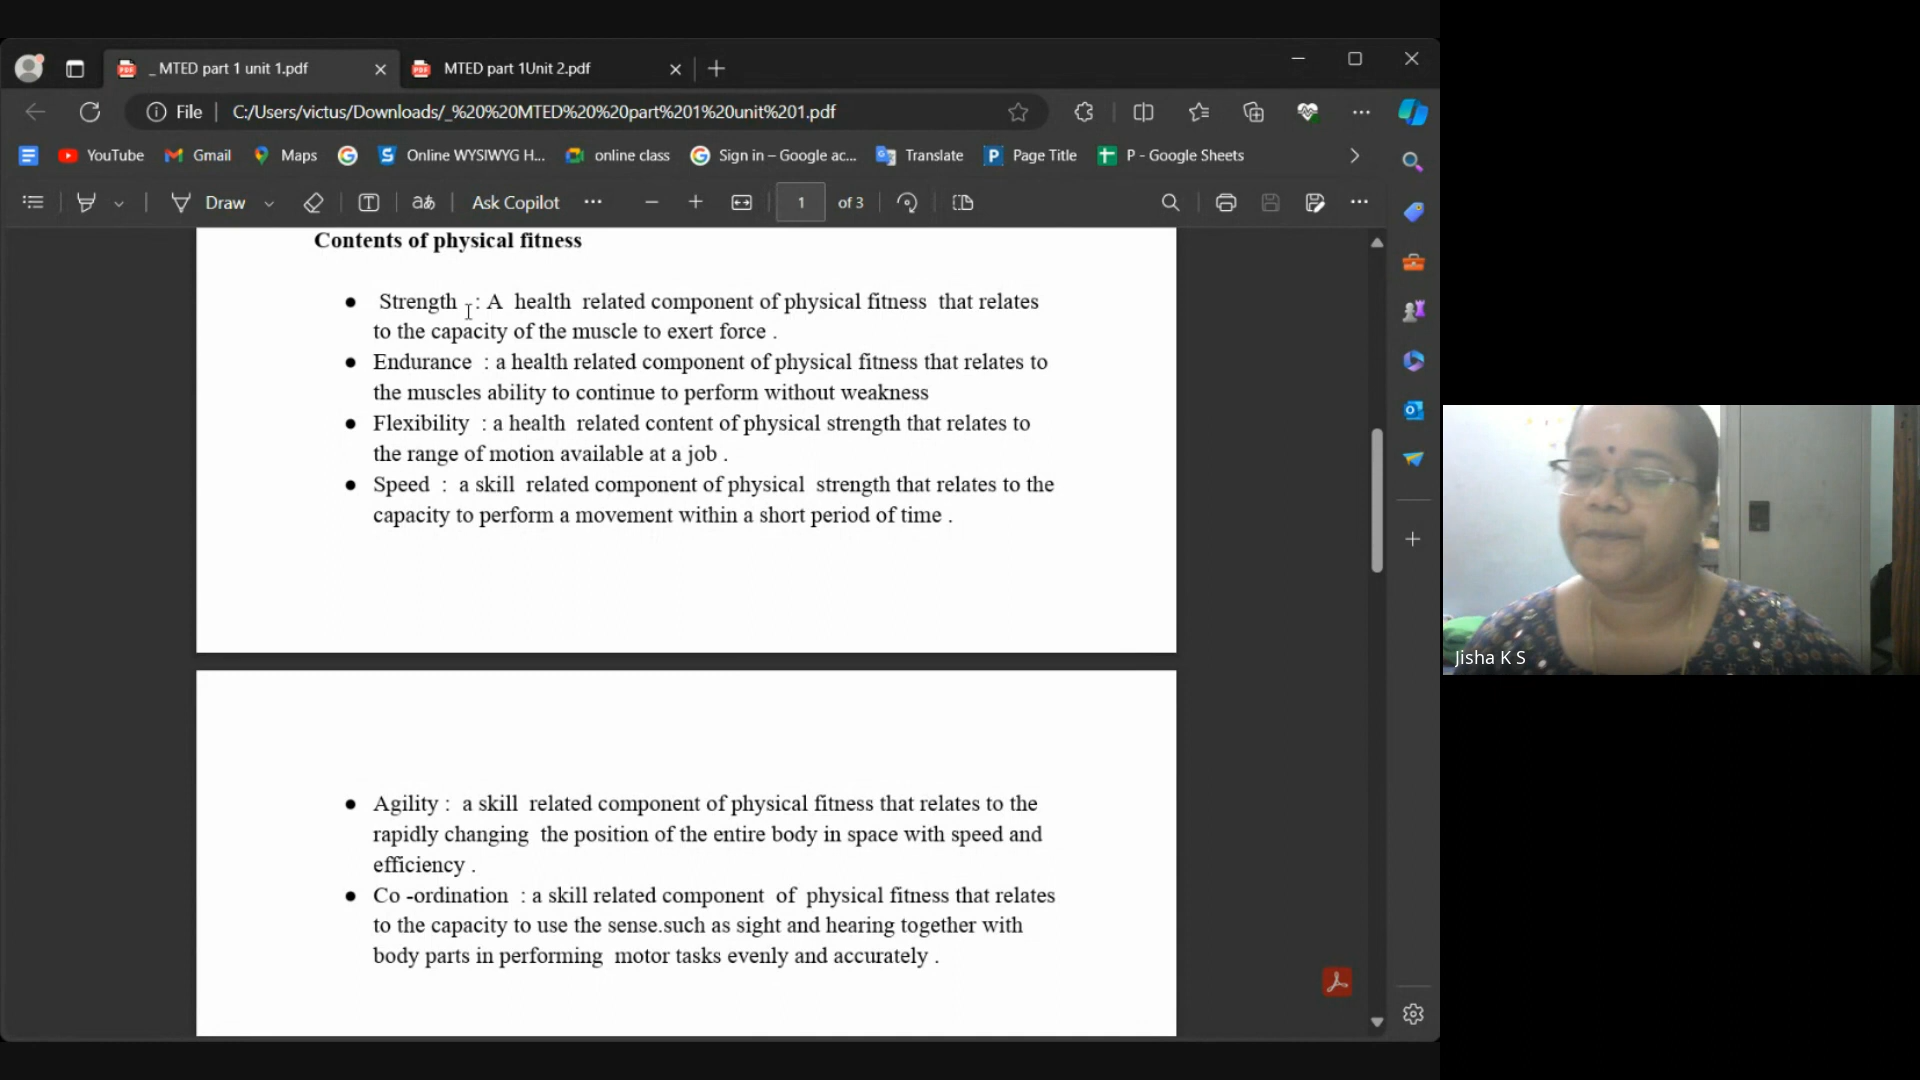 _ MTED part 1 unit 1.pdf
MTED part 1Unit 2.pdf
File
C:/Users/victus/Downloads/_%20%20MTED%20%20part%201%20unit%201.pdf
YouTube
Gmail
Maps
Online WYSIWYG H...
online class
Sign in – Google ac...
Translate
Page Title
P - Google Sheets
Draw
Ask Copilot
1
of 3
Contents of physical fitness
● Strength : A health related component of physical fitness that relates
to the capacity of the muscle to exert force .
● Endurance : a health related component of physical fitness that relates to
the muscles ability to continue to perform without weakness
● Flexibility : a health related content of physical strength that relates to
the range of motion available at a job .
● Speed : a skill related component of physical strength that relates to the
capacity to perform a movement within a short period of time .
● Agility : a skill related component of physical fitness that relates to the
rapidly changing the position of the entire body in space with speed and
efficiency .
● Co -ordination : a skill related component of physical fitness that relates
to the capacity to use the sense.such as sight and hearing together with
body parts in performing motor tasks evenly and accurately .
Jisha K S